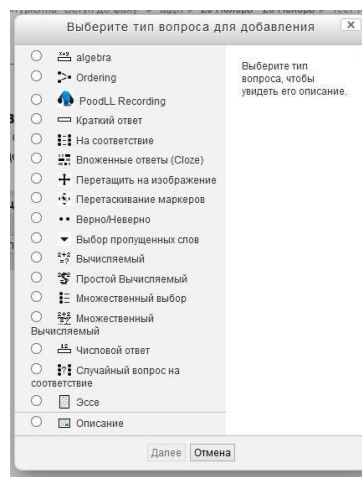 Выберите тип вопроса для добавления
algebra
Ordering
PoodLL Recording
Краткий ответ
На соответствие
Вложенные ответы (Cloze)
Перетащить на изображение
Перетаскивание маркеров
Верно/Неверно
Выбор пропущенных слов
Вычисляемый
Простой Вычисляемый
Множественный выбор
Множественный
Вычисляемый
Числовой ответ
Случайный вопрос на
соответствие
Эссе
Описание
Выберите тип
вопроса, чтобы
увидеть его описание.
Далее Отмена